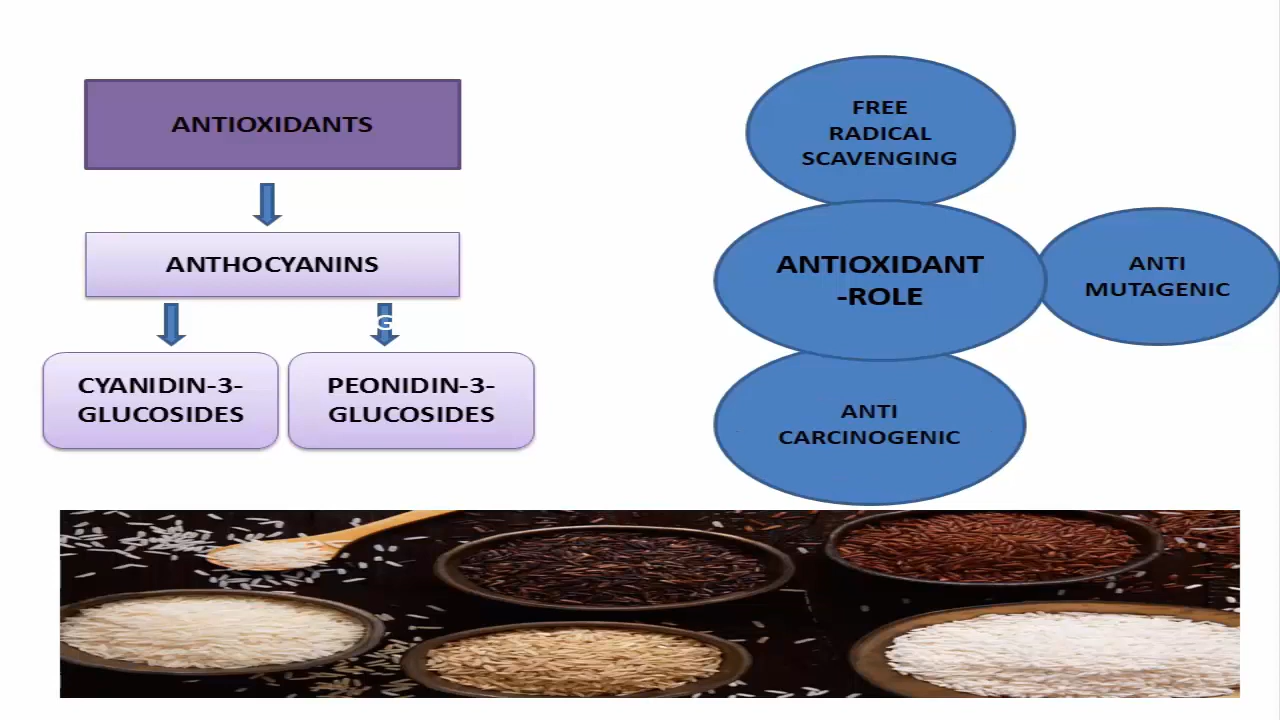 ANTIOXIDANTS
ANTHOCYANINS
G
CYANIDIN-3-
GLUCOSIDES
PEONIDIN-3-
GLUCOSIDES
FREE
RADICAL
SCAVENGING
ANTIOXIDANT
-ROLE
ANTI
MUTAGENIC
ANTI
CARCINOGENIC